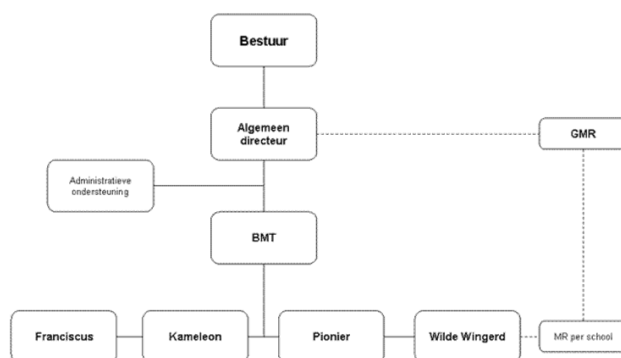 Bestuur
Algemeen
directeur
GMR
Administratieve
ondersteuning
BMT
Franciscus
Kameleon
Pionier
Wilde Wingerd
MR per school